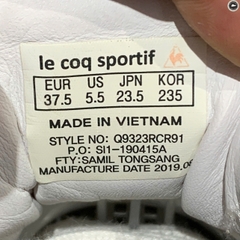 le coq sportif
EUR US JPN KOR
37.5 5.5 23.5 235
MADE IN VIETNAM
STYLE NO: Q9323RCR91
P.O: SI1-190415A
FTY: SAMIL TONGSANG
MANUFACTURE DATE 2019.08